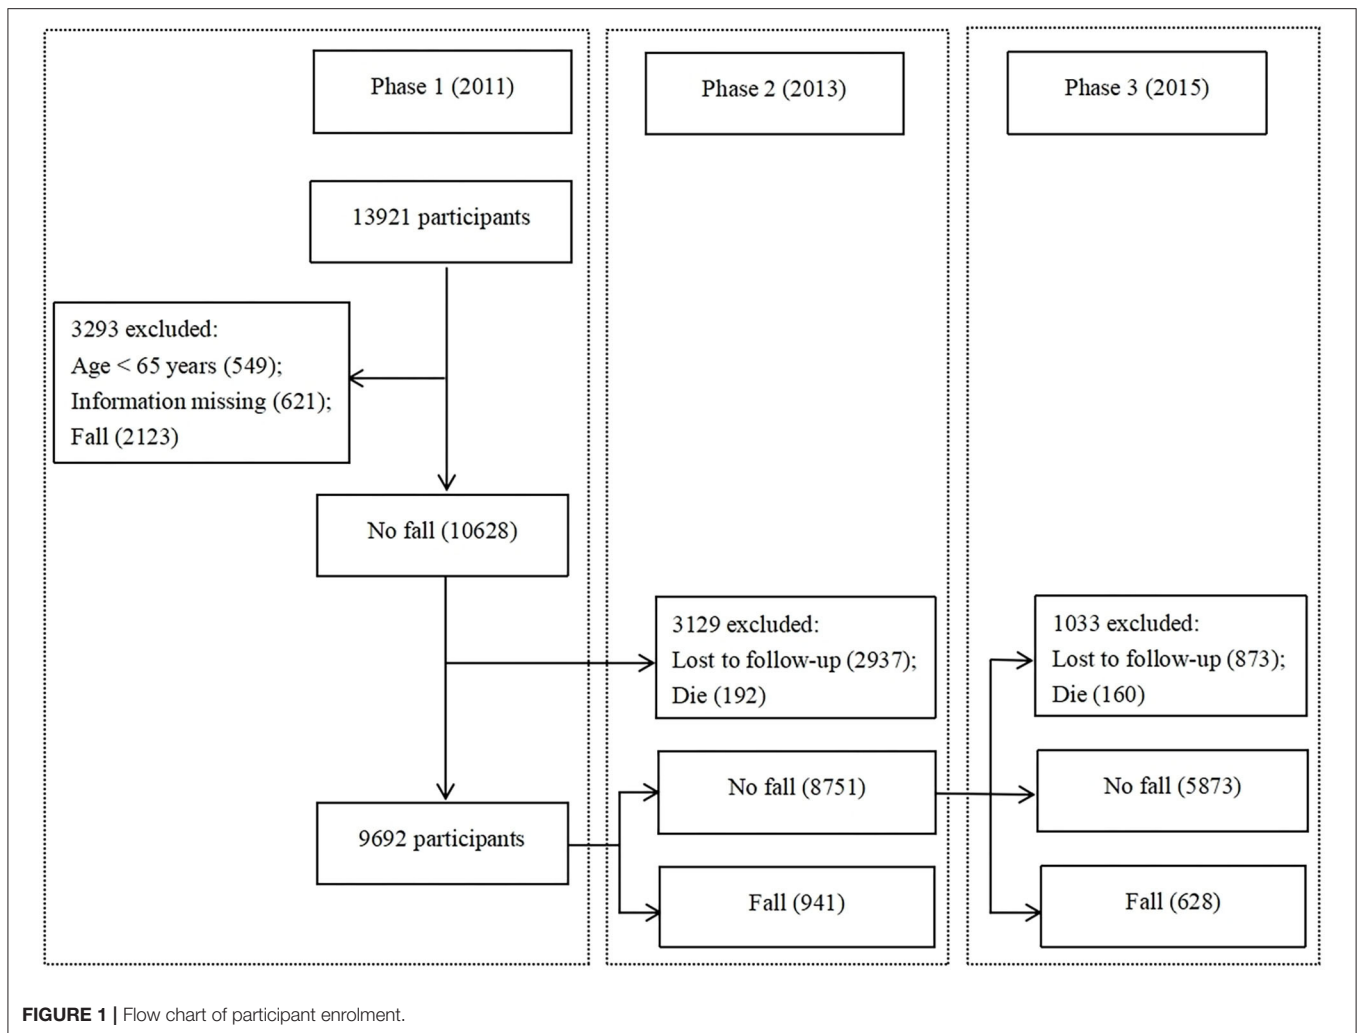 Phase 1 (2011)
Phase 2 (2013)
Phase 3 (2015)
13921 participants
3293 excluded:
Age < 65 years (549);
Information missing (621);
Fall (2123)
No fall (10628)
3129 excluded:
Lost to follow-up (2937);
Die (192)
1033 excluded:
Lost to follow-up (873);
Die (160)
9692 participants
No fall (8751)
Fall (941)
No fall (5873)
Fall (628)
FIGURE 1 | Flow chart of participant enrolment.